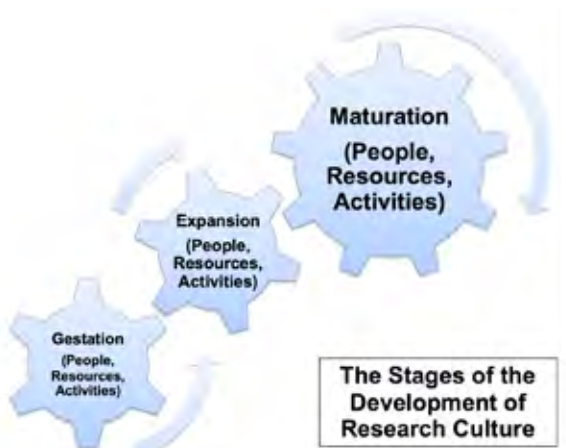 Maturation
(People,
Resources,
Activities)
Expansion
(People,
Resources,
Activities)
Gestation
(People,
Resources,
Activities)
The Stages of the
Development of
Research Culture